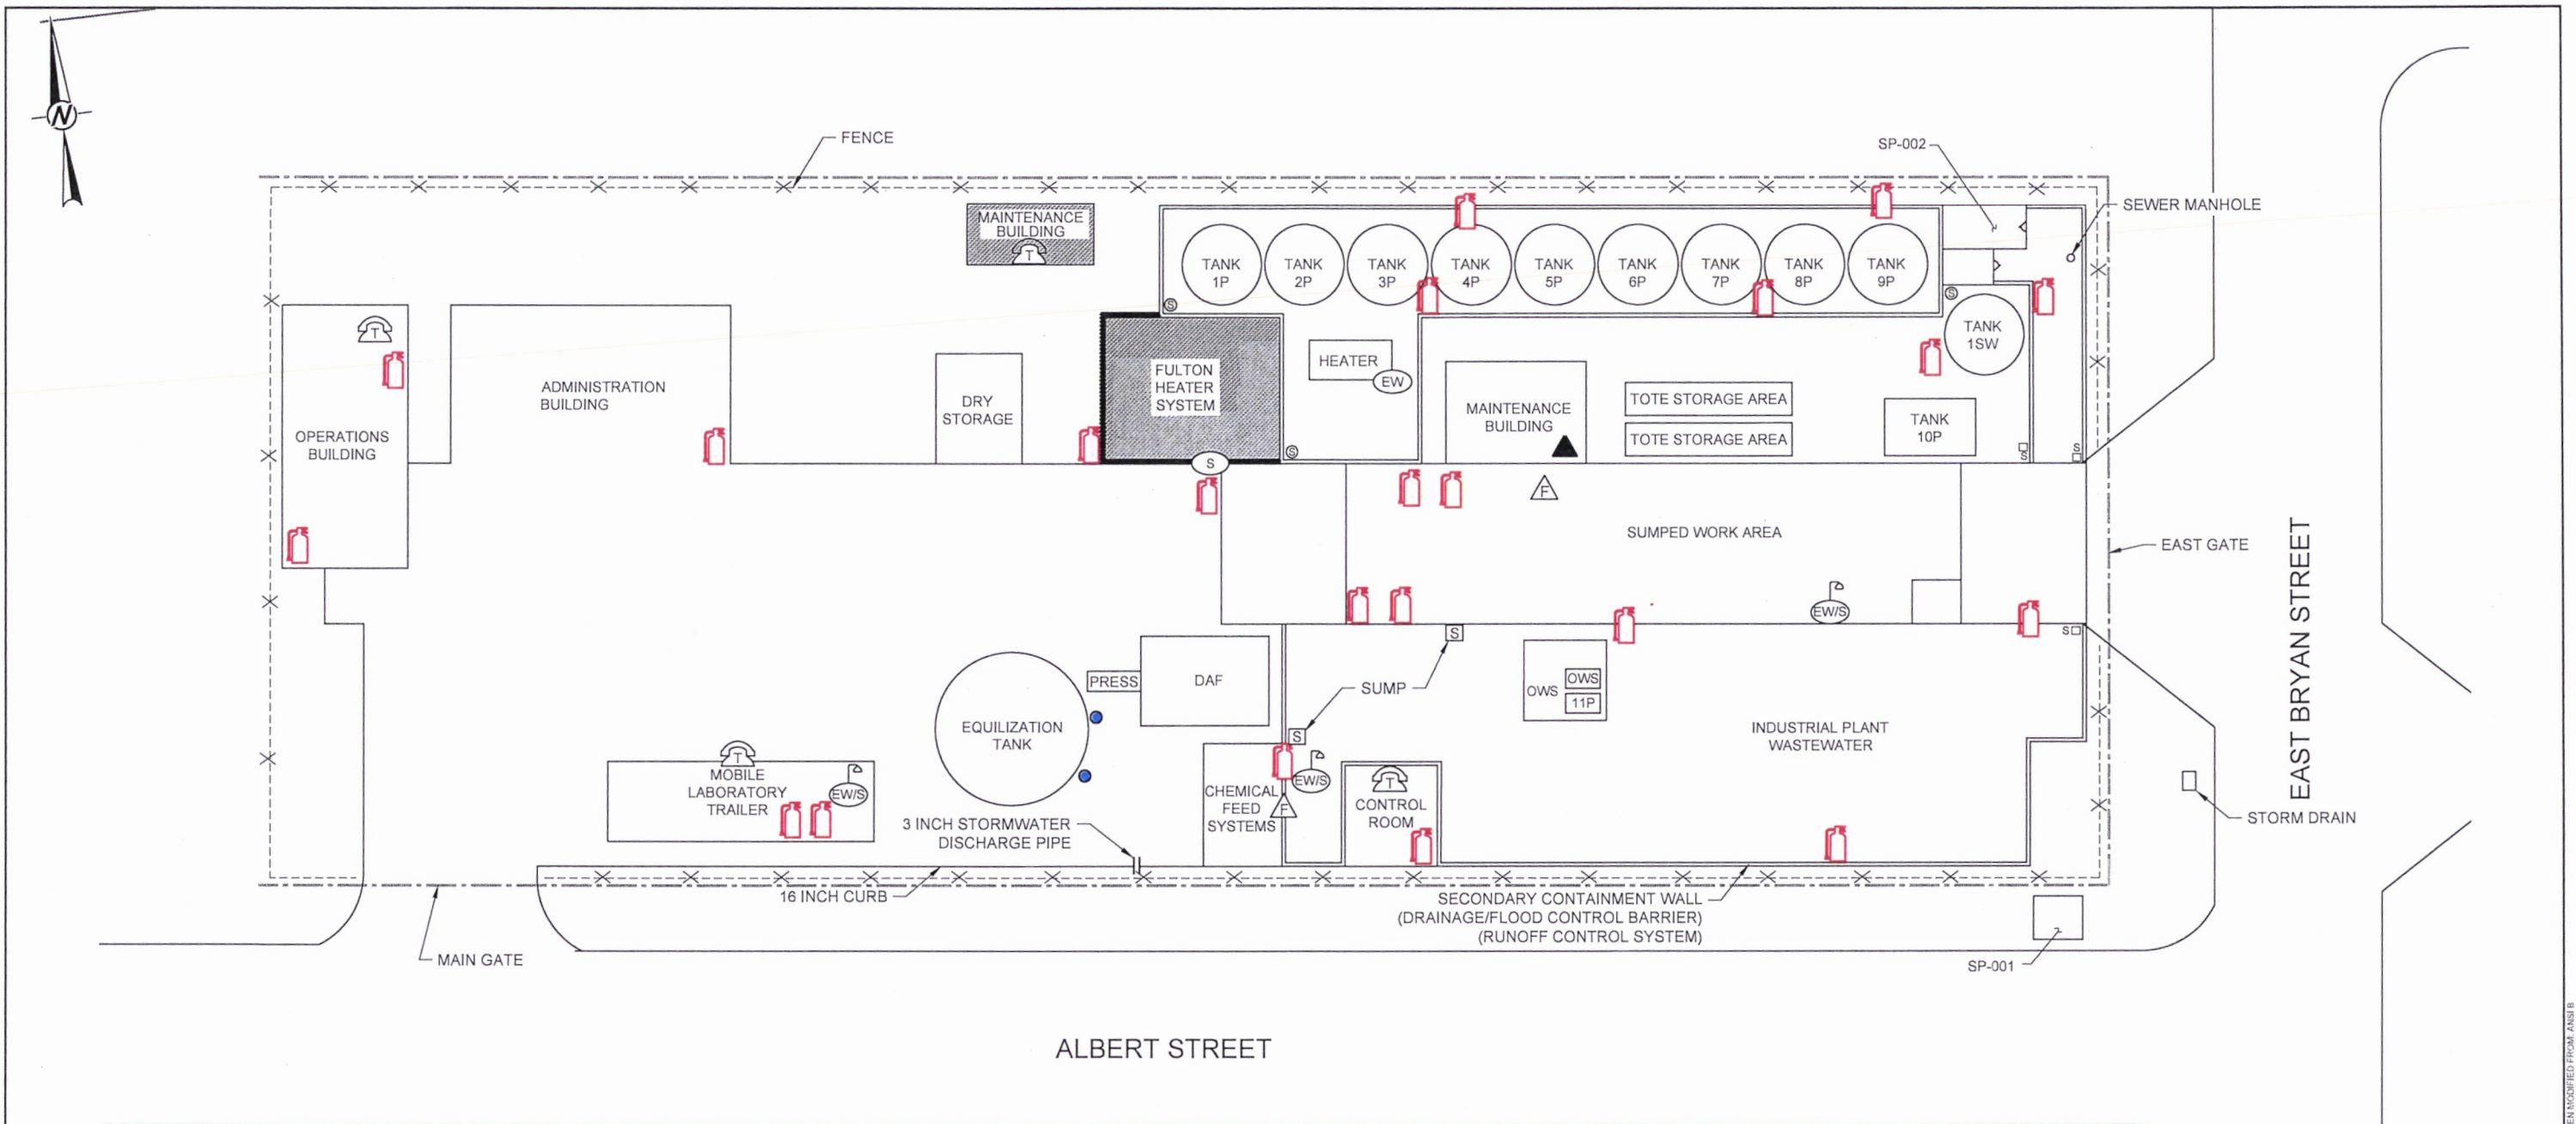 N
FENCE
SP-002
SEWER MANHOLE
MAINTENANCE
BUILDING
T
TANK
1P
TANK
2P
TANK
3P
TANK
4P
TANK
5P
TANK
6P
TANK
7P
TANK
8P
TANK
9P
S
S
TANK
1SW
T
OPERATIONS
BUILDING
ADMINISTRATION
BUILDING
DRY
STORAGE
FULTON
HEATER
SYSTEM
S
HEATER
EW
S
MAINTENANCE
BUILDING
TOTE STORAGE AREA
TOTE STORAGE AREA
TANK
10P
S
S
F
SUMPED WORK AREA
EW/S
EAST GATE
EAST BRYAN STREET
S
S
SUMP
S
PRESS
DAF
OWS
OWS
11P
EQUILIZATION
TANK
INDUSTRIAL PLANT
WASTEWATER
T
MOBILE
LABORATORY
TRAILER
EW/S
CHEMICAL
FEED
SYSTEMS
F
EW/S
T
CONTROL
ROOM
3 INCH STORMWATER
DISCHARGE PIPE
STORM DRAIN
16 INCH CURB
SECONDARY CONTAINMENT WALL
(DRAINAGE/FLOOD CONTROL BARRIER)
(RUNOFF CONTROL SYSTEM)
MAIN GATE
SP-001
ALBERT STREET
EN MODIFIED FROM: ANSI B